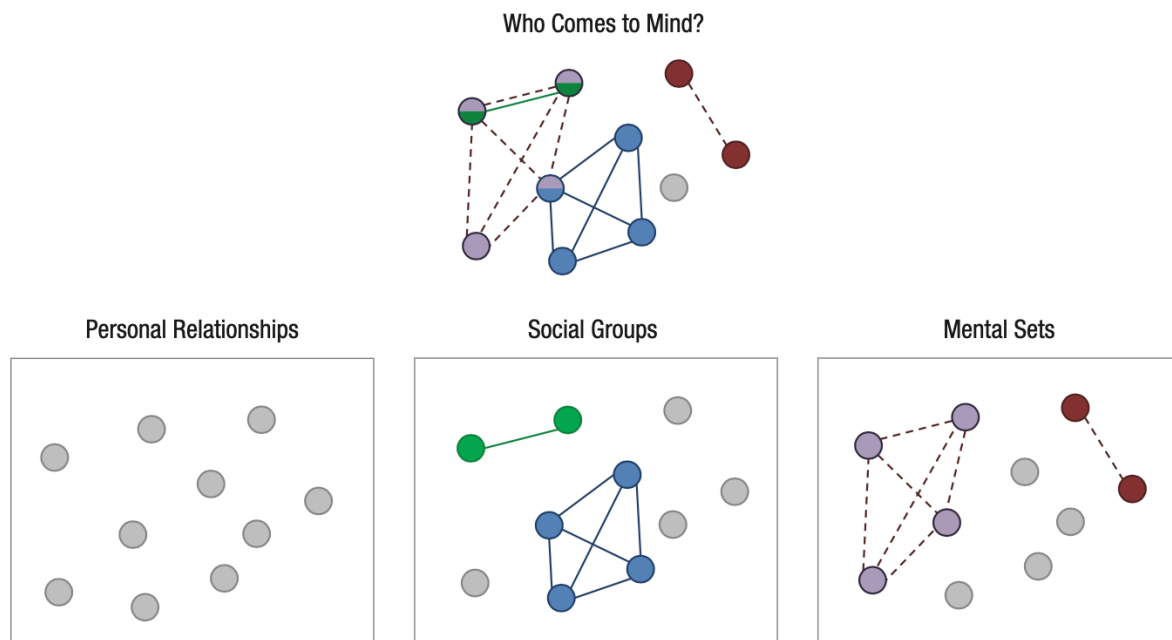 Who Comes to Mind?
Personal Relationships
Social Groups
Mental Sets